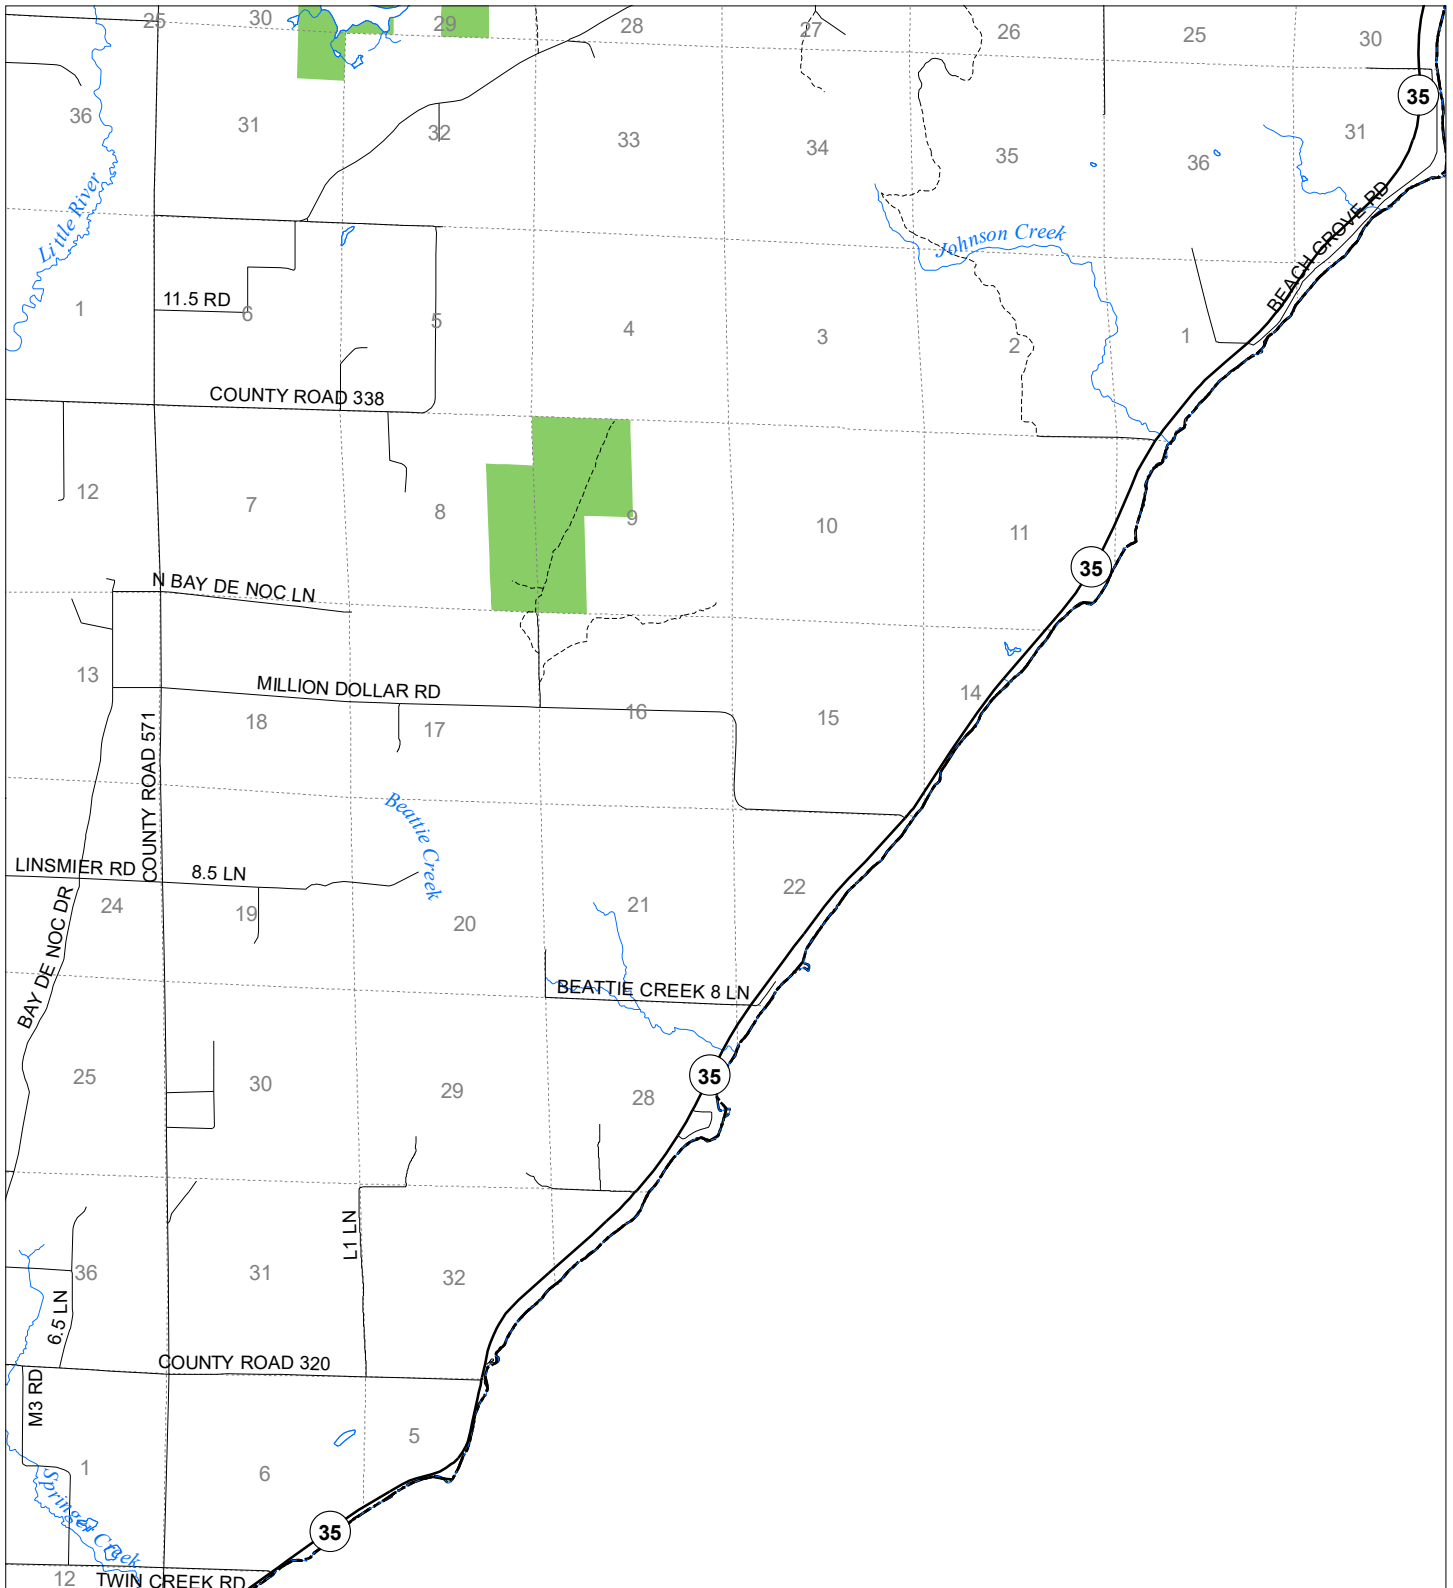 25
30
29
28
27
26
25
30
35
36
31
32
33
34
35
36
31
Little River
Johnson Creek
BEACH GROVE RD
1
11.5 RD
6
5
4
3
2
1
COUNTY ROAD 338
12
7
8
9
10
11
35
N BAY DE NOC LN
13
MILLION DOLLAR RD
18
17
16
15
14
COUNTY ROAD 571
Beattie Creek
LINSMIER RD
8.5 LN
24
19
20
21
22
BAY DE NOC DR
BEATTIE CREEK 8 LN
25
30
29
28
35
L1 LN
36
31
32
6.5 LN
COUNTY ROAD 320
M3 RD
1
6
5
Springer Creek
35
12
TWIN CREEK RD